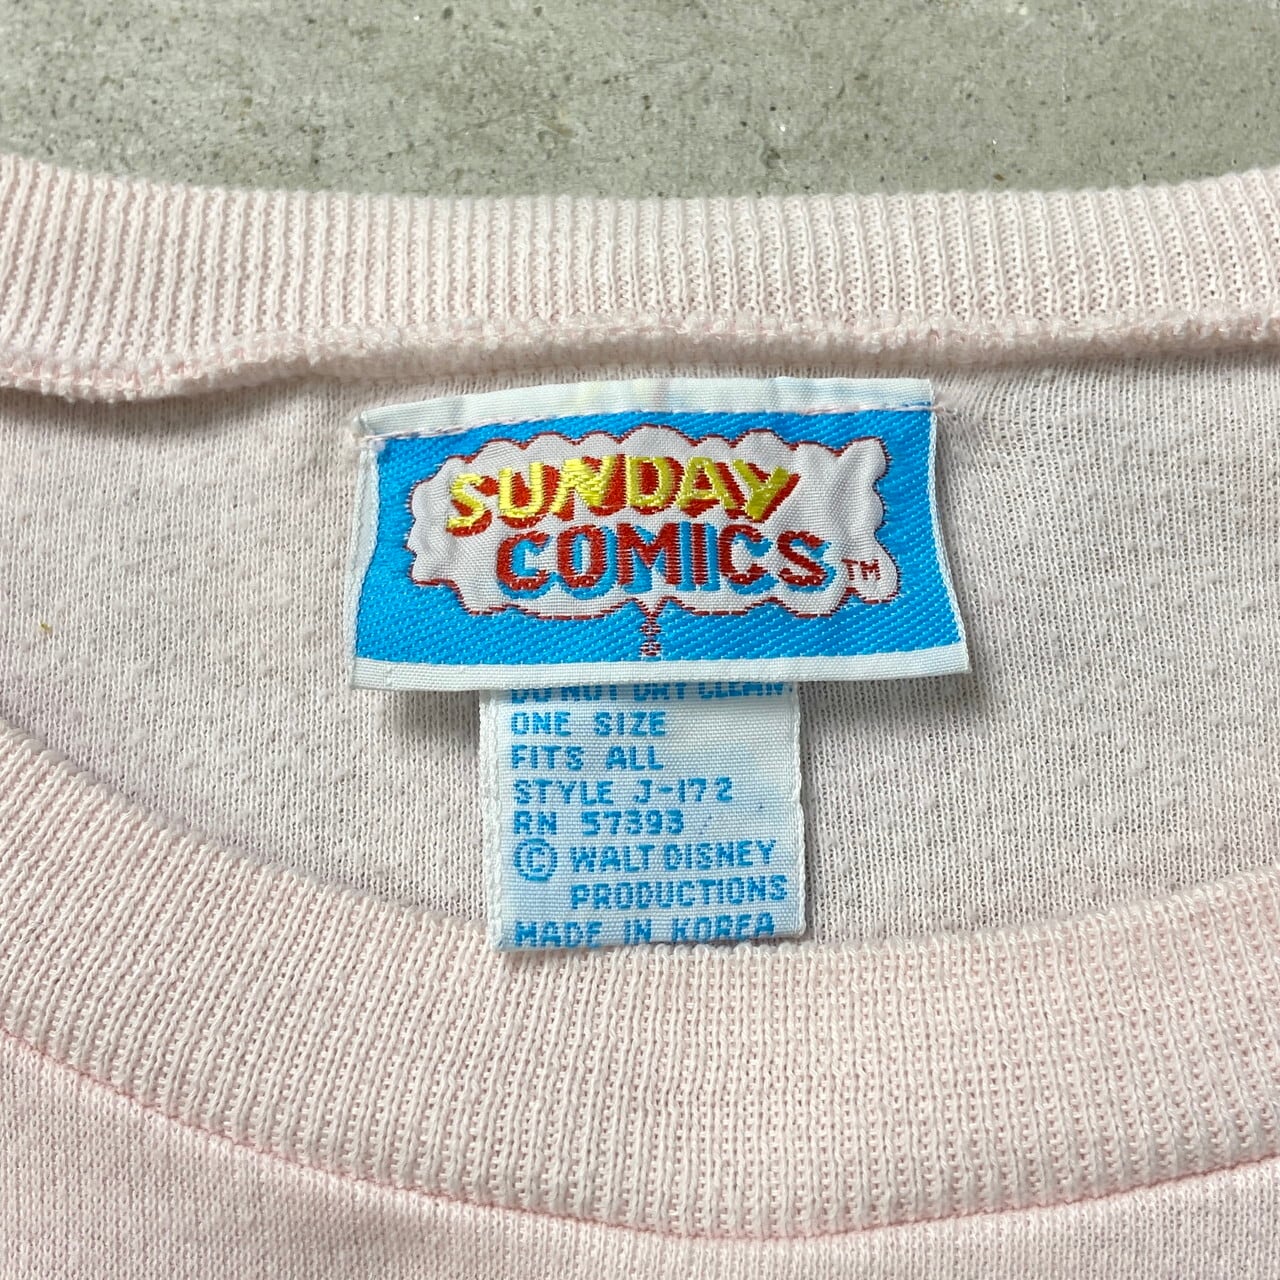 SUNDAY
COMICS™
DO NOT DRY CLEAN
ONE SIZE
FITS ALL
STYLE J-172
RN 57393
© WALT DISNEY
PRODUCTIONS
MADE IN KOREA